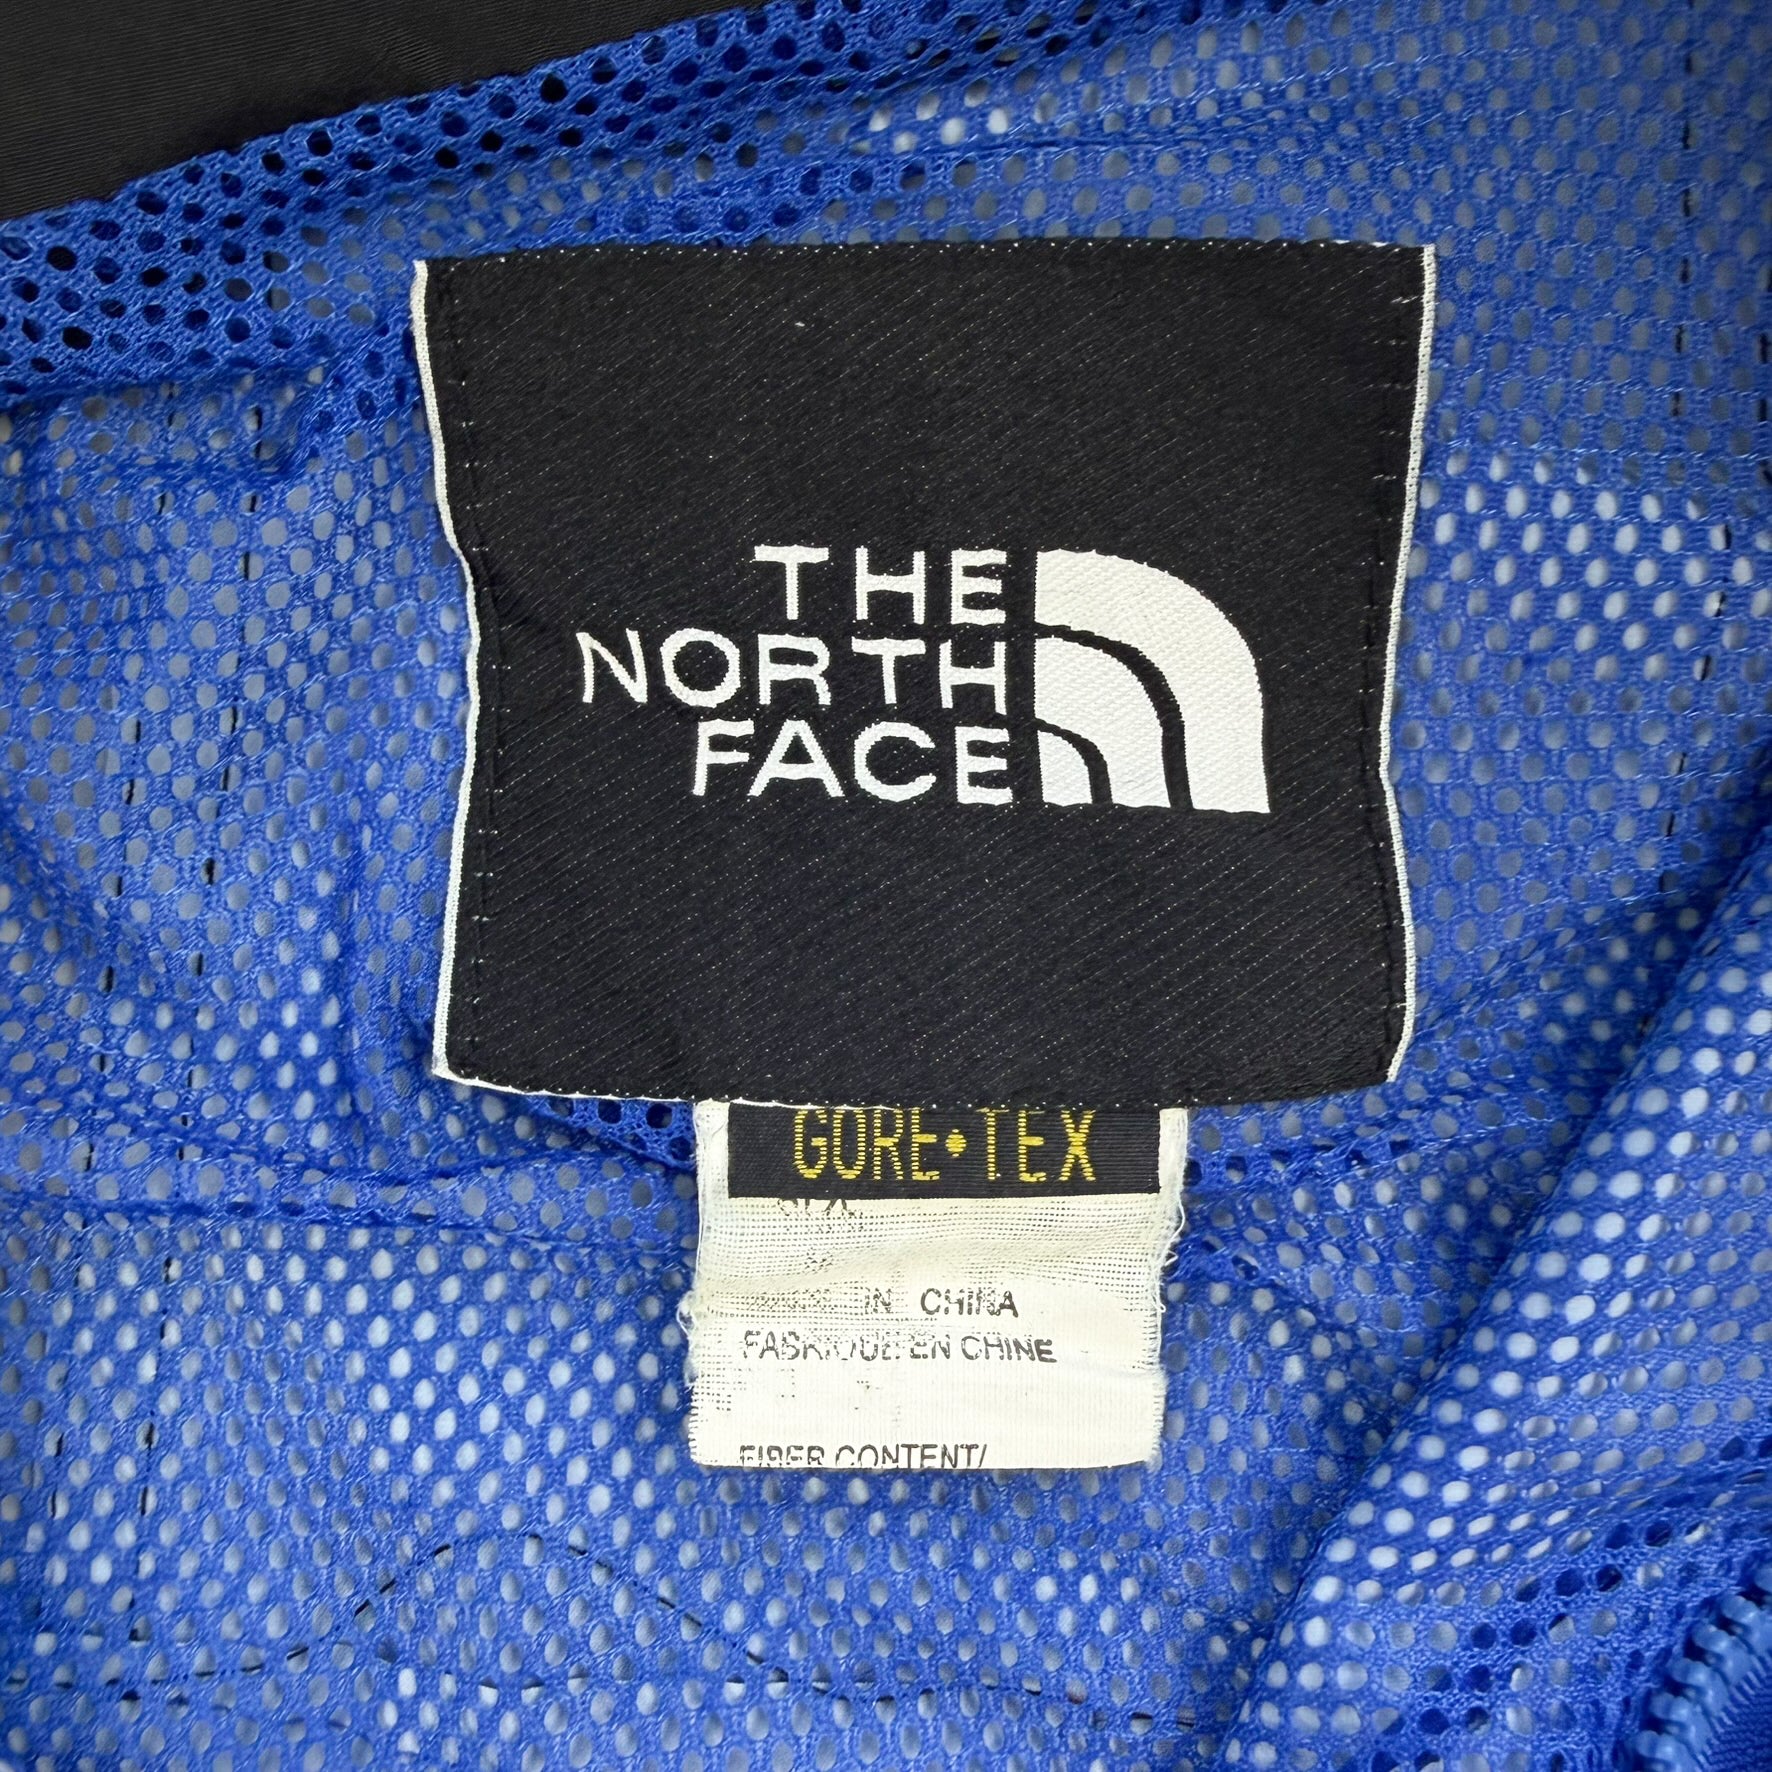 THE
NORTH
FACE
GORE·TEX
IN CHINA
FABRIQUE EN CHINE
FIBER CONTENT/